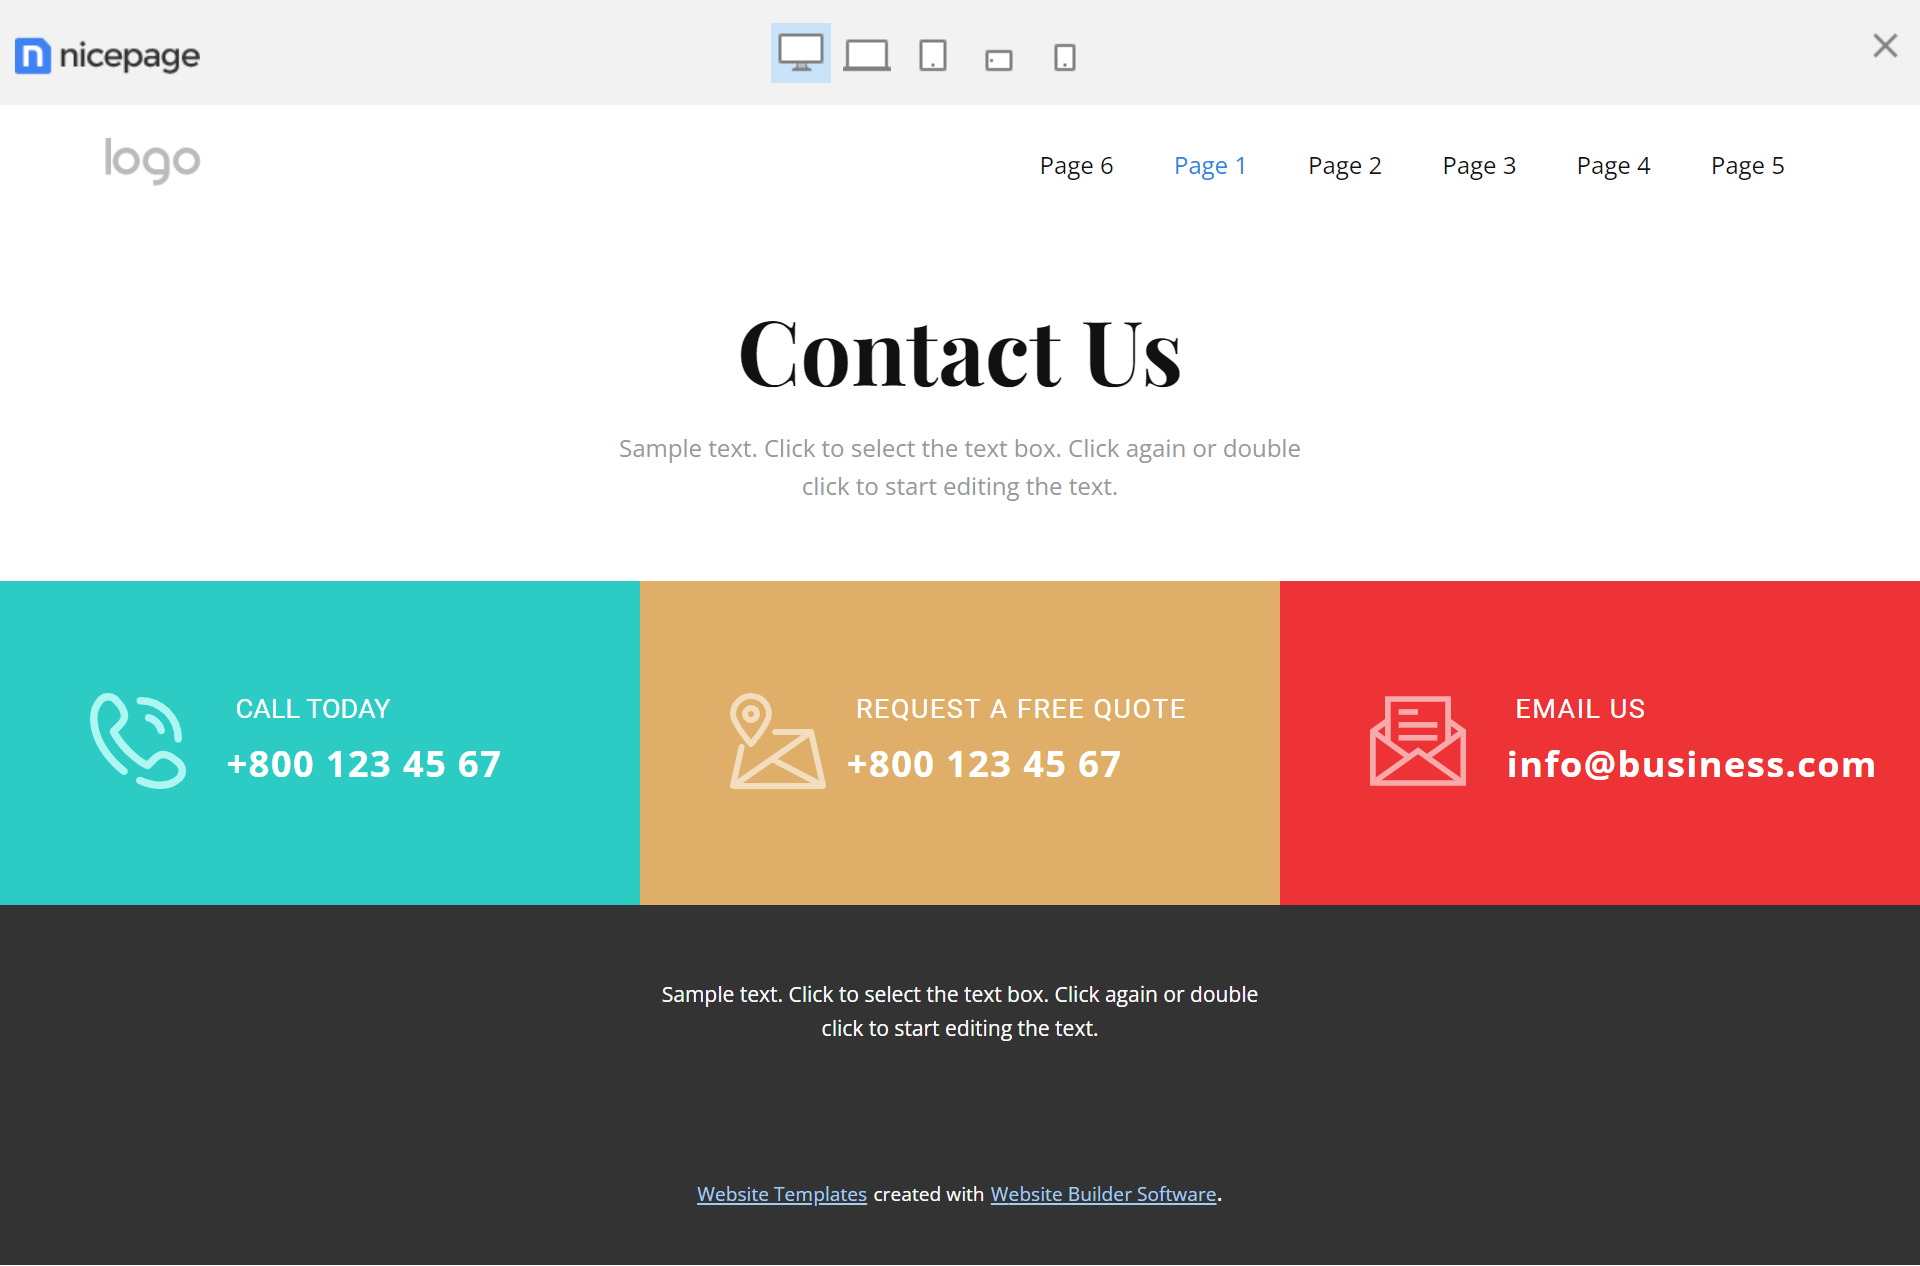 nicepage
logo
Page 6 Page 1 Page 2 Page 3 Page 4 Page 5
Contact Us
Sample text. Click to select the text box. Click again or double
click to start editing the text.
CALL TODAY
+800 123 45 67
REQUEST A FREE QUOTE
+800 123 45 67
EMAIL US
info@business.com
Sample text. Click to select the text box. Click again or double
click to start editing the text.
Website Templates created with Website Builder Software.